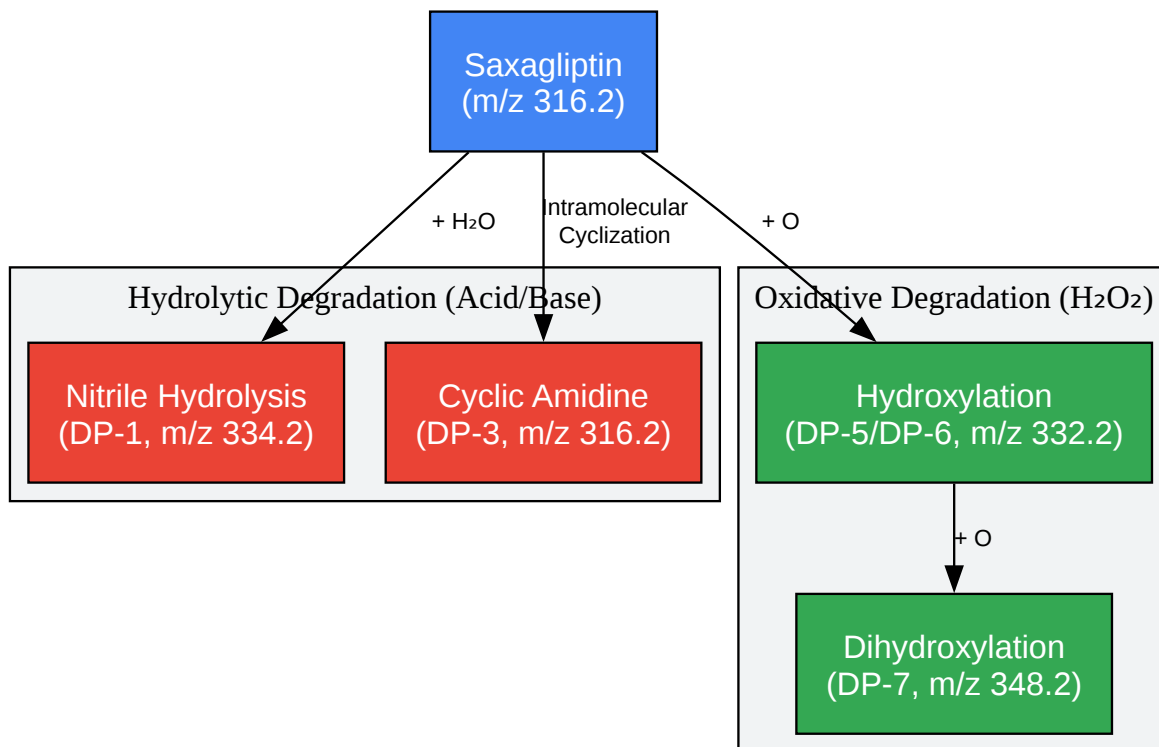 Saxagliptin
(m/z 316.2)
+ H₂O
Intramolecular
Cyclization
+ O
Hydrolytic Degradation (Acid/Base)
Oxidative Degradation (H₂O₂)
Nitrile Hydrolysis
(DP-1, m/z 334.2)
Cyclic Amidine
(DP-3, m/z 316.2)
Hydroxylation
(DP-5/DP-6, m/z 332.2)
+ O
Dihydroxylation
(DP-7, m/z 348.2)